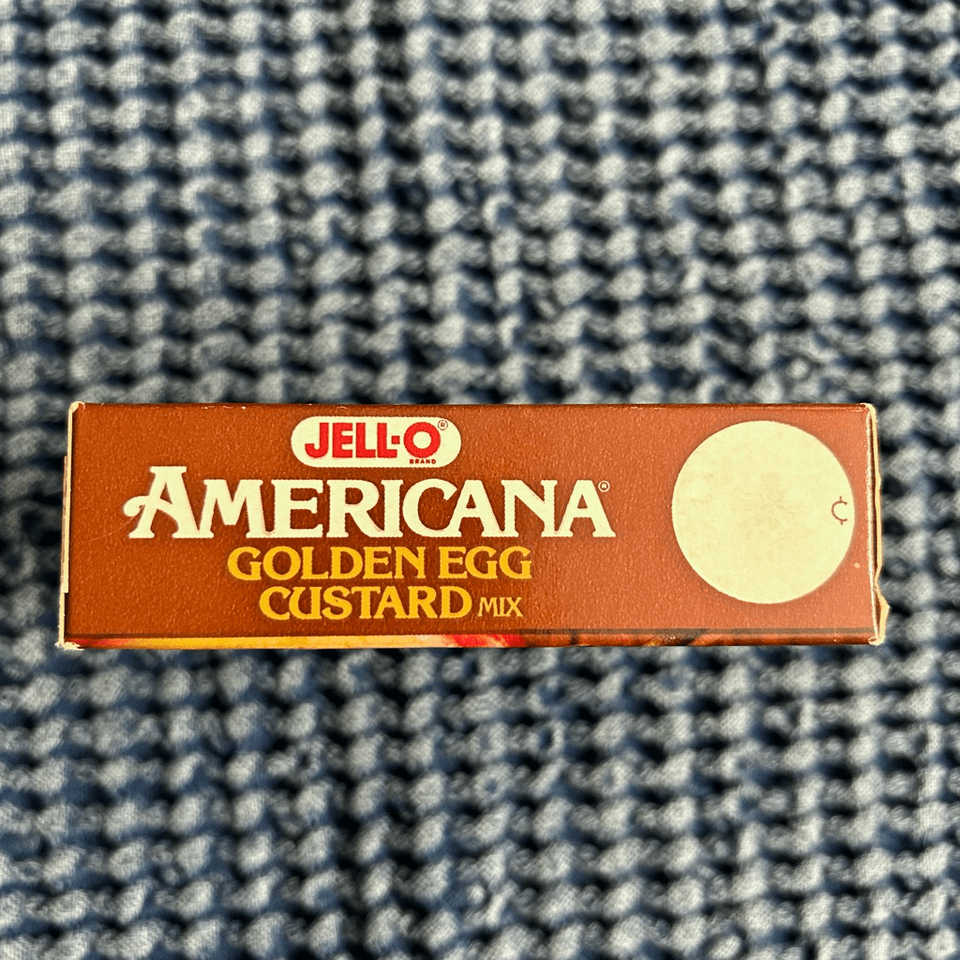 JELL-O®
BRAND
AMERICANA®
GOLDEN EGG
CUSTARD MIX
¢